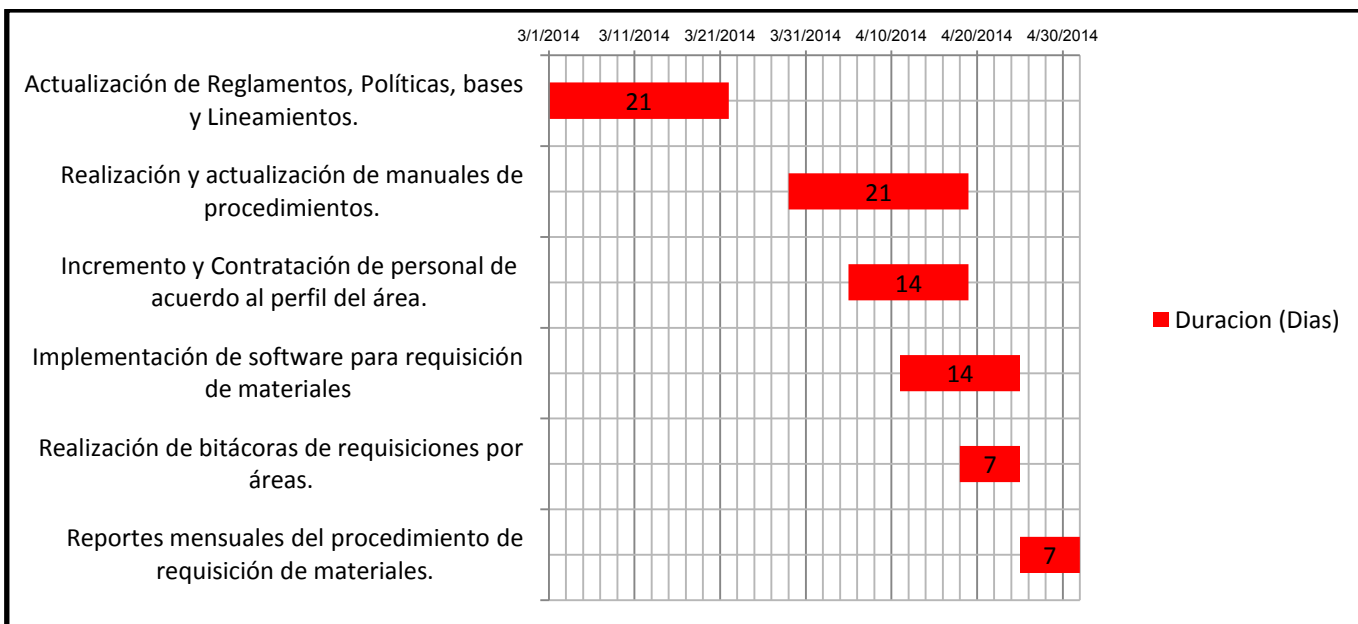 3/1/2014 3/11/2014 3/21/2014 3/31/2014 4/10/2014 4/20/2014 4/30/2014
Actualización de Reglamentos, Políticas, bases
y Lineamientos.
21
Realización y actualización de manuales de
procedimientos.
21
Incremento y Contratación de personal de
acuerdo al perfil del área.
14
Implementación de software para requisición
de materiales
14
Realización de bitácoras de requisiciones por
áreas.
7
Reportes mensuales del procedimiento de
requisición de materiales.
7
Duracion (Dias)